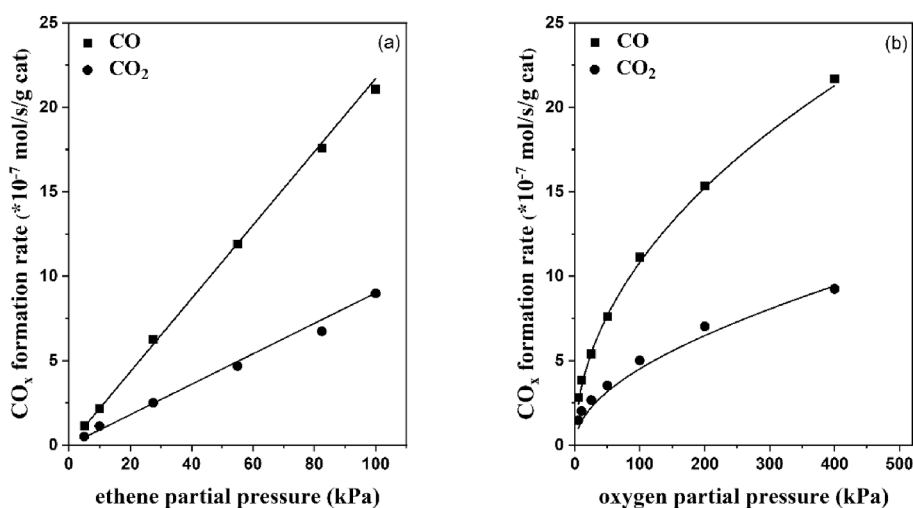 (a)
CO
CO₂
25
20
15
10
5
0
0 20 40 60 80 100
COₓ formation rate (*10⁻⁷ mol/s/g cat)
ethene partial pressure (kPa)
(b)
CO
CO₂
25
20
15
10
5
0
0 100 200 300 400 500
COₓ formation rate (*10⁻⁷ mol/s/g cat)
oxygen partial pressure (kPa)